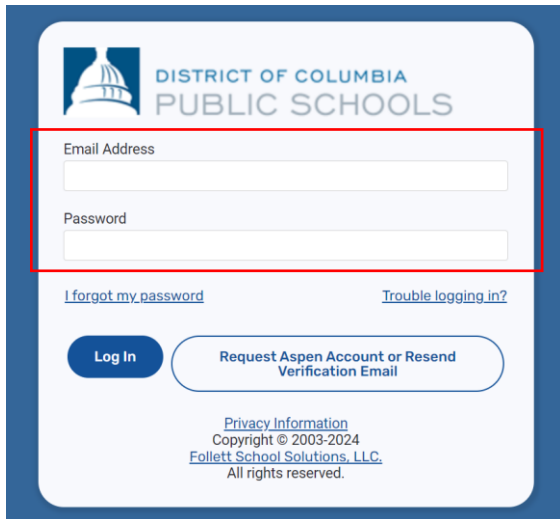 DISTRICT OF COLUMBIA
PUBLIC SCHOOLS
Email Address
Password
I forgot my password
Trouble logging in?
Log In
Request Aspen Account or Resend
Verification Email
Privacy Information
Copyright © 2003-2024
Follett School Solutions, LLC.
All rights reserved.